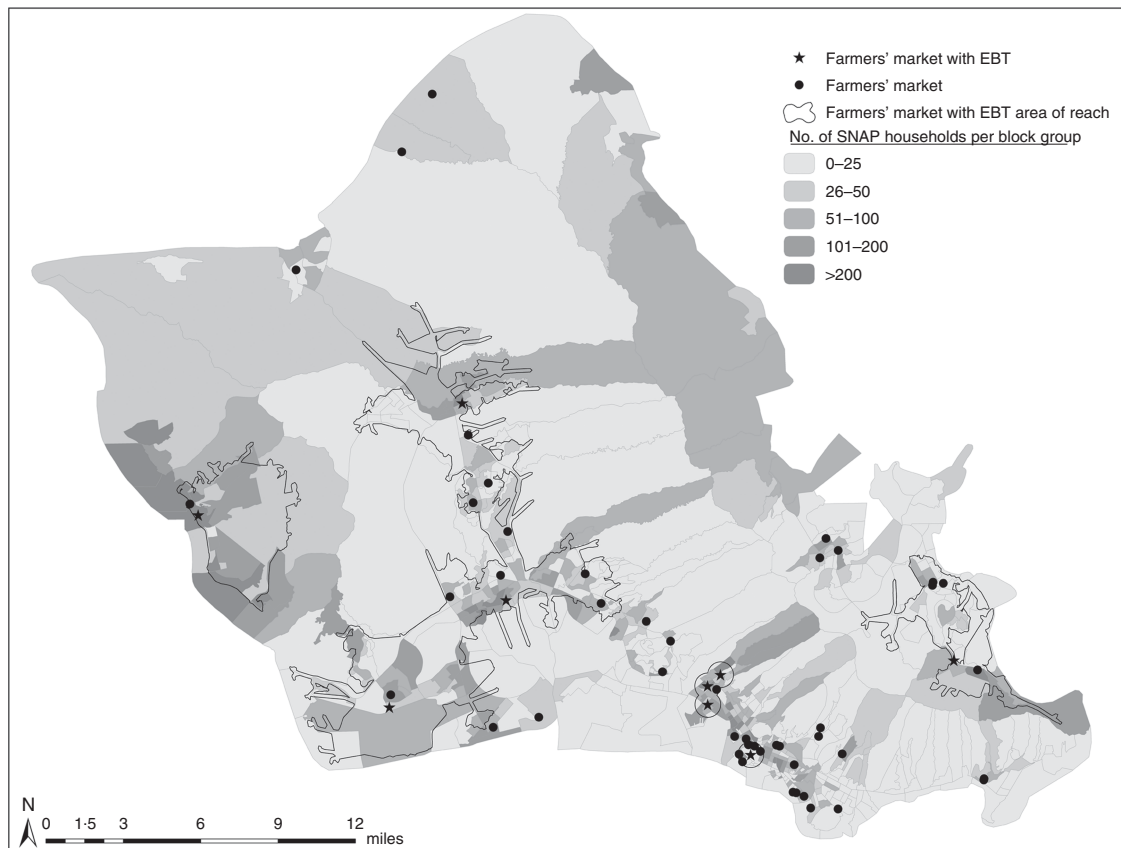 Farmers' market with EBT
Farmers' market
Farmers' market with EBT area of reach
No. of SNAP households per block group
0–25
26–50
51–100
101–200
>200
N
0 1·5 3 6 9 12
miles